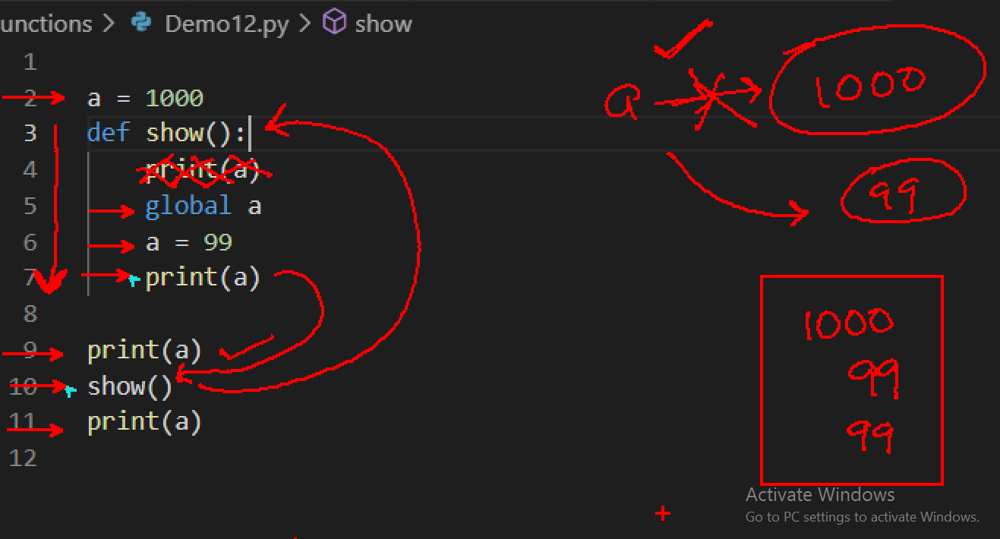 unctions > Demo12.py > show
1
2 a = 1000
3 def show():
4 print(a)
5 global a
6 a = 99
7 print(a)
8
9 print(a)
10 show()
11 print(a)
12
a 1000
99
1000
99
99
Activate Windows
Go to PC settings to activate Windows.